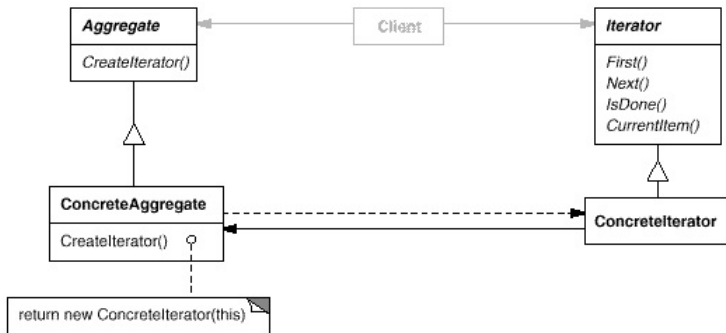 Aggregate
CreateIterator()
Client
Iterator
First()
Next()
IsDone()
CurrentItem()
ConcreteAggregate
CreateIterator()
ConcreteIterator
return new ConcreteIterator(this)